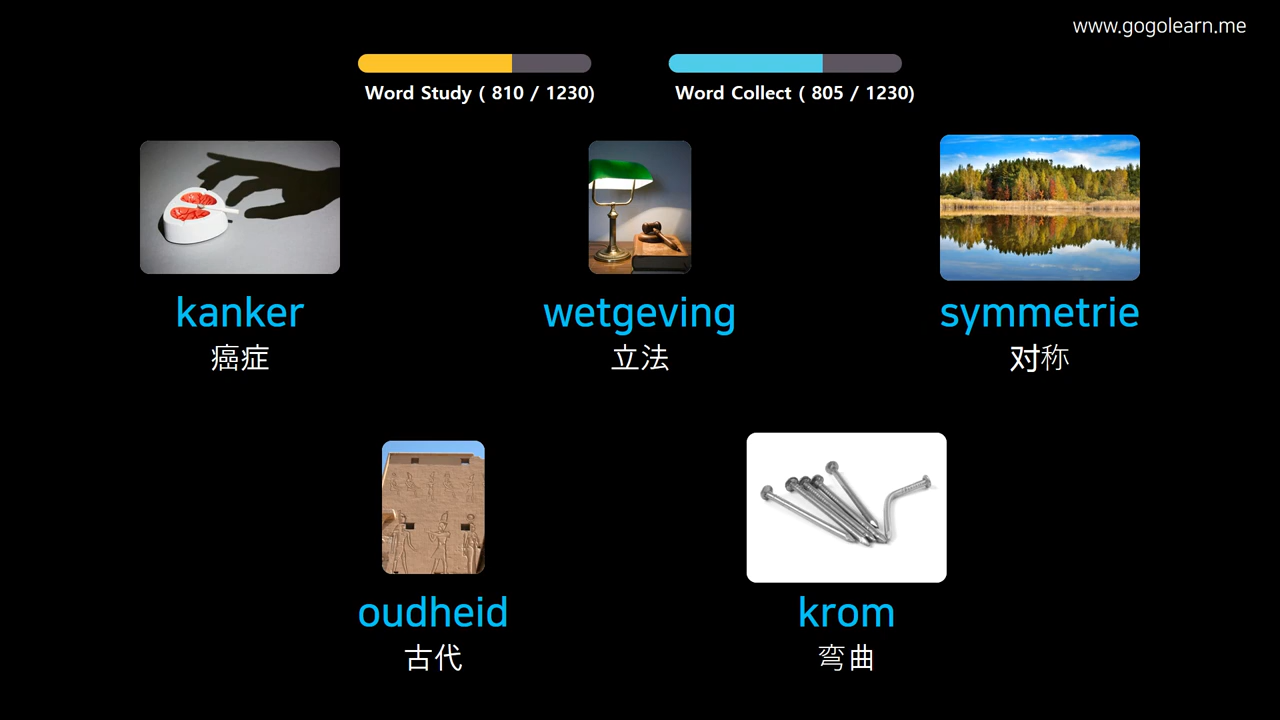 www.gogolearn.me
Word Study ( 810 / 1230)
Word Collect ( 805 / 1230)
kanker
癌症
wetgeving
立法
symmetrie
对称
oudheid
古代
krom
弯曲